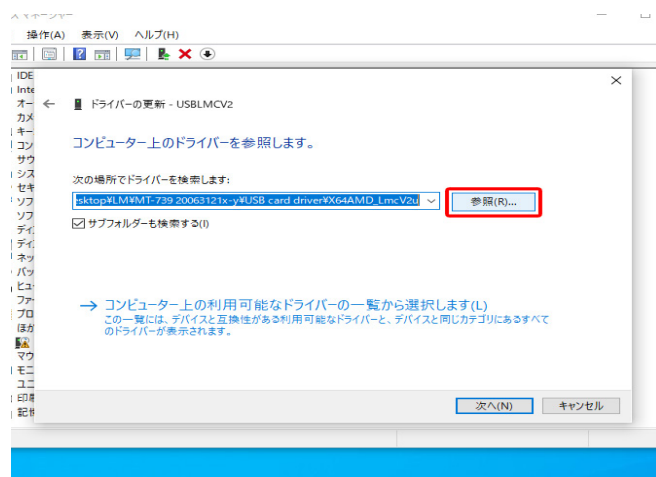 操作(A) 表示(V) ヘルプ(H)
IDE
Inte
オー
カメ
キー
コン
サウ
シス
セキ
ソフ
ソフ
ディ
ディ
ネッ
バッ
ヒュ
ファ
プロ
ほか
マウ
モニ
ユニ
印刷
記憶
ドライバーの更新 - USBLMCV2
コンピューター上のドライバーを参照します。
次の場所でドライバーを検索します:
esktop¥LM¥MT-739 20063121x-y¥USB card driver¥X64AMD_LmcV2u
参照(R)...
サブフォルダーも検索する(I)
→ コンピューター上の利用可能なドライバーの一覧から選択します(L)
この一覧には、デバイスと互換性がある利用可能なドライバーと、デバイスと同じカテゴリにあるすべて
のドライバーが表示されます。
次へ(N) キャンセル